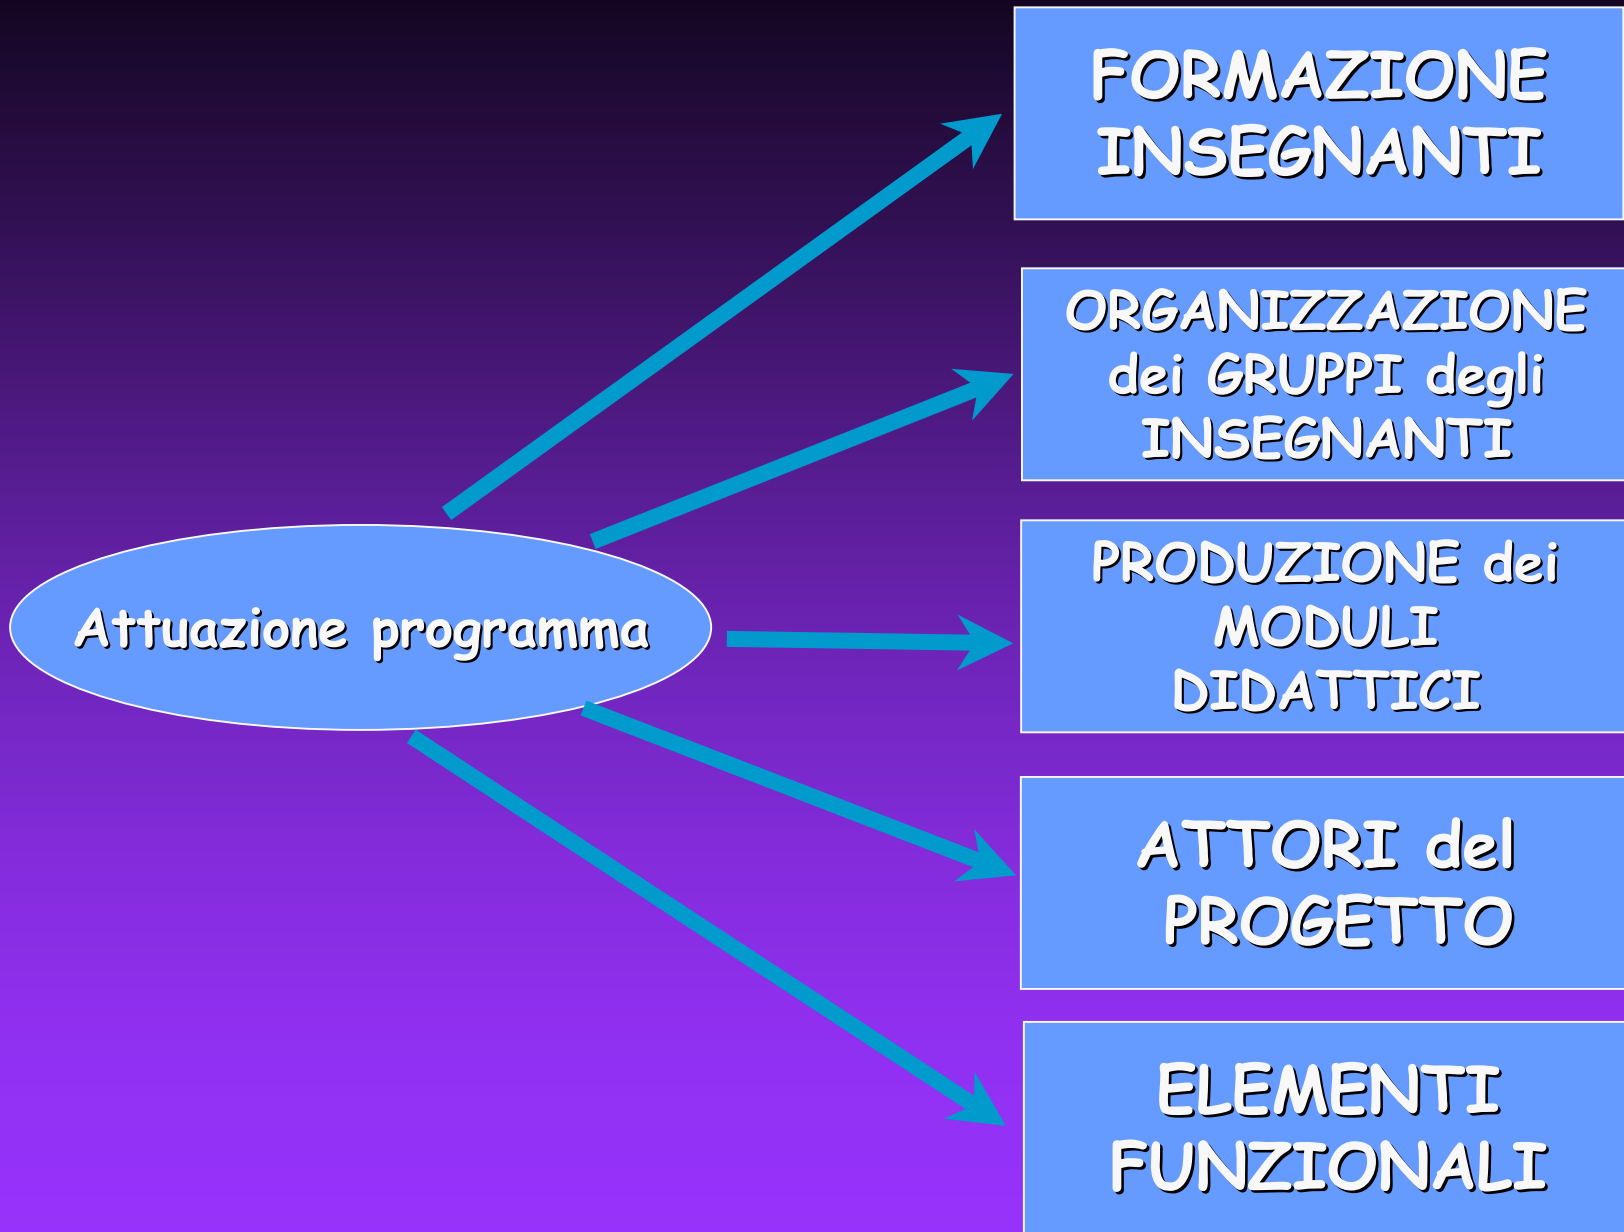 FORMAZIONE
INSEGNANTI
ORGANIZZAZIONE
dei GRUPPI degli
INSEGNANTI
Attuazione programma
PRODUZIONE dei
MODULI
DIDATTICI
ATTORI del
PROGETTO
ELEMENTI
FUNZIONALI